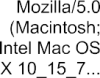 Mozilla/5.0
(Macintosh;
Intel Mac OS
X 10_15_7...